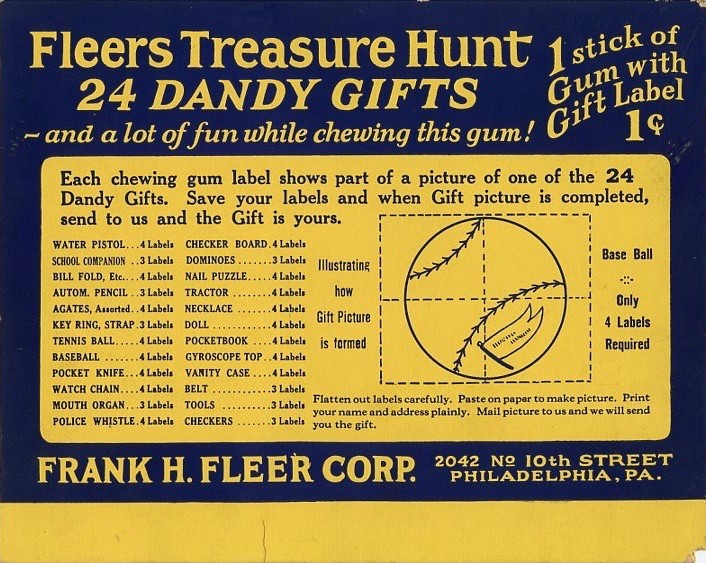 Fleers Treasure Hunt
24 DANDY GIFTS
~and a lot of fun while chewing this gum!
1 stick of
Gum with
Gift Label
1¢
Each chewing gum label shows part of a picture of one of the 24
Dandy Gifts. Save your labels and when Gift picture is completed,
send to us and the Gift is yours.
WATER PISTOL...4 Labels
SCHOOL COMPANION ..3 Labels
BILL FOLD, Etc....4 Labels
AUTOM. PENCIL ..3 Labels
AGATES, Assorted..4 Labels
KEY RING, STRAP.3 Labels
TENNIS BALL.....4 Labels
BASEBALL .......4 Labels
POCKET KNIFE...4 Labels
WATCH CHAIN....4 Labels
MOUTH ORGAN...3 Labels
POLICE WHISTLE.4 Labels
CHECKER BOARD.4 Labels
DOMINOES .......3 Labels
NAIL PUZZLE.....4 Labels
TRACTOR ........4 Labels
NECKLACE .......4 Labels
DOLL ...........4 Labels
POCKETBOOK ....4 Labels
GYROSCOPE TOP..4 Labels
VANITY CASE ....4 Labels
BELT ...........3 Labels
TOOLS ..........3 Labels
CHECKERS .......3 Labels
Illustrating
how
Gift Picture
is formed
Base Ball
-::-
Only
4 Labels
Required
Flatten out labels carefully. Paste on paper to make picture. Print
your name and address plainly. Mail picture to us and we will send
you the gift.
FRANK H. FLEER CORP.
2042 No 10th STREET
PHILADELPHIA, PA.